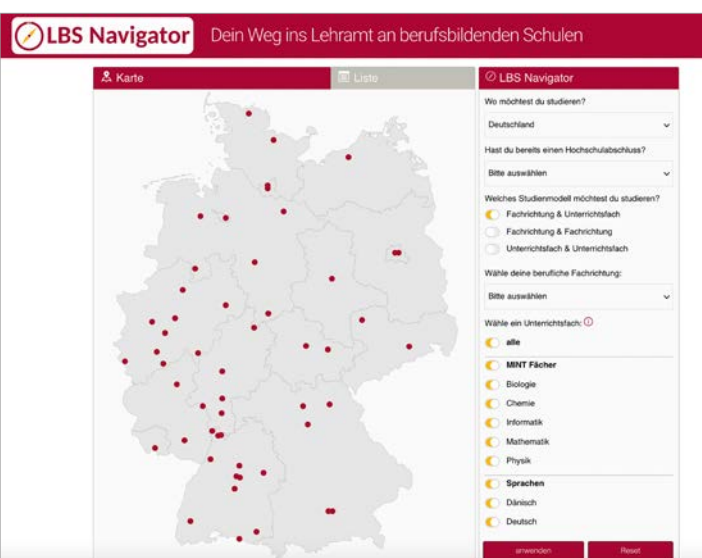 LBS Navigator
Dein Weg ins Lehramt an berufsbildenden Schulen
Karte
Liste
LBS Navigator
Wo möchtest du studieren?
Deutschland
Hast du bereits einen Hochschulabschluss?
Bitte auswählen
Welches Studienmodell möchtest du studieren?
Fachrichtung & Unterrichtsfach
Fachrichtung & Fachrichtung
Unterrichtsfach & Unterrichtsfach
Wähle deine berufliche Fachrichtung:
Bitte auswählen
Wähle ein Unterrichtsfach:
alle
MINT Fächer
Biologie
Chemie
Informatik
Mathematik
Physik
Sprachen
Dänisch
Deutsch
anwenden
Reset